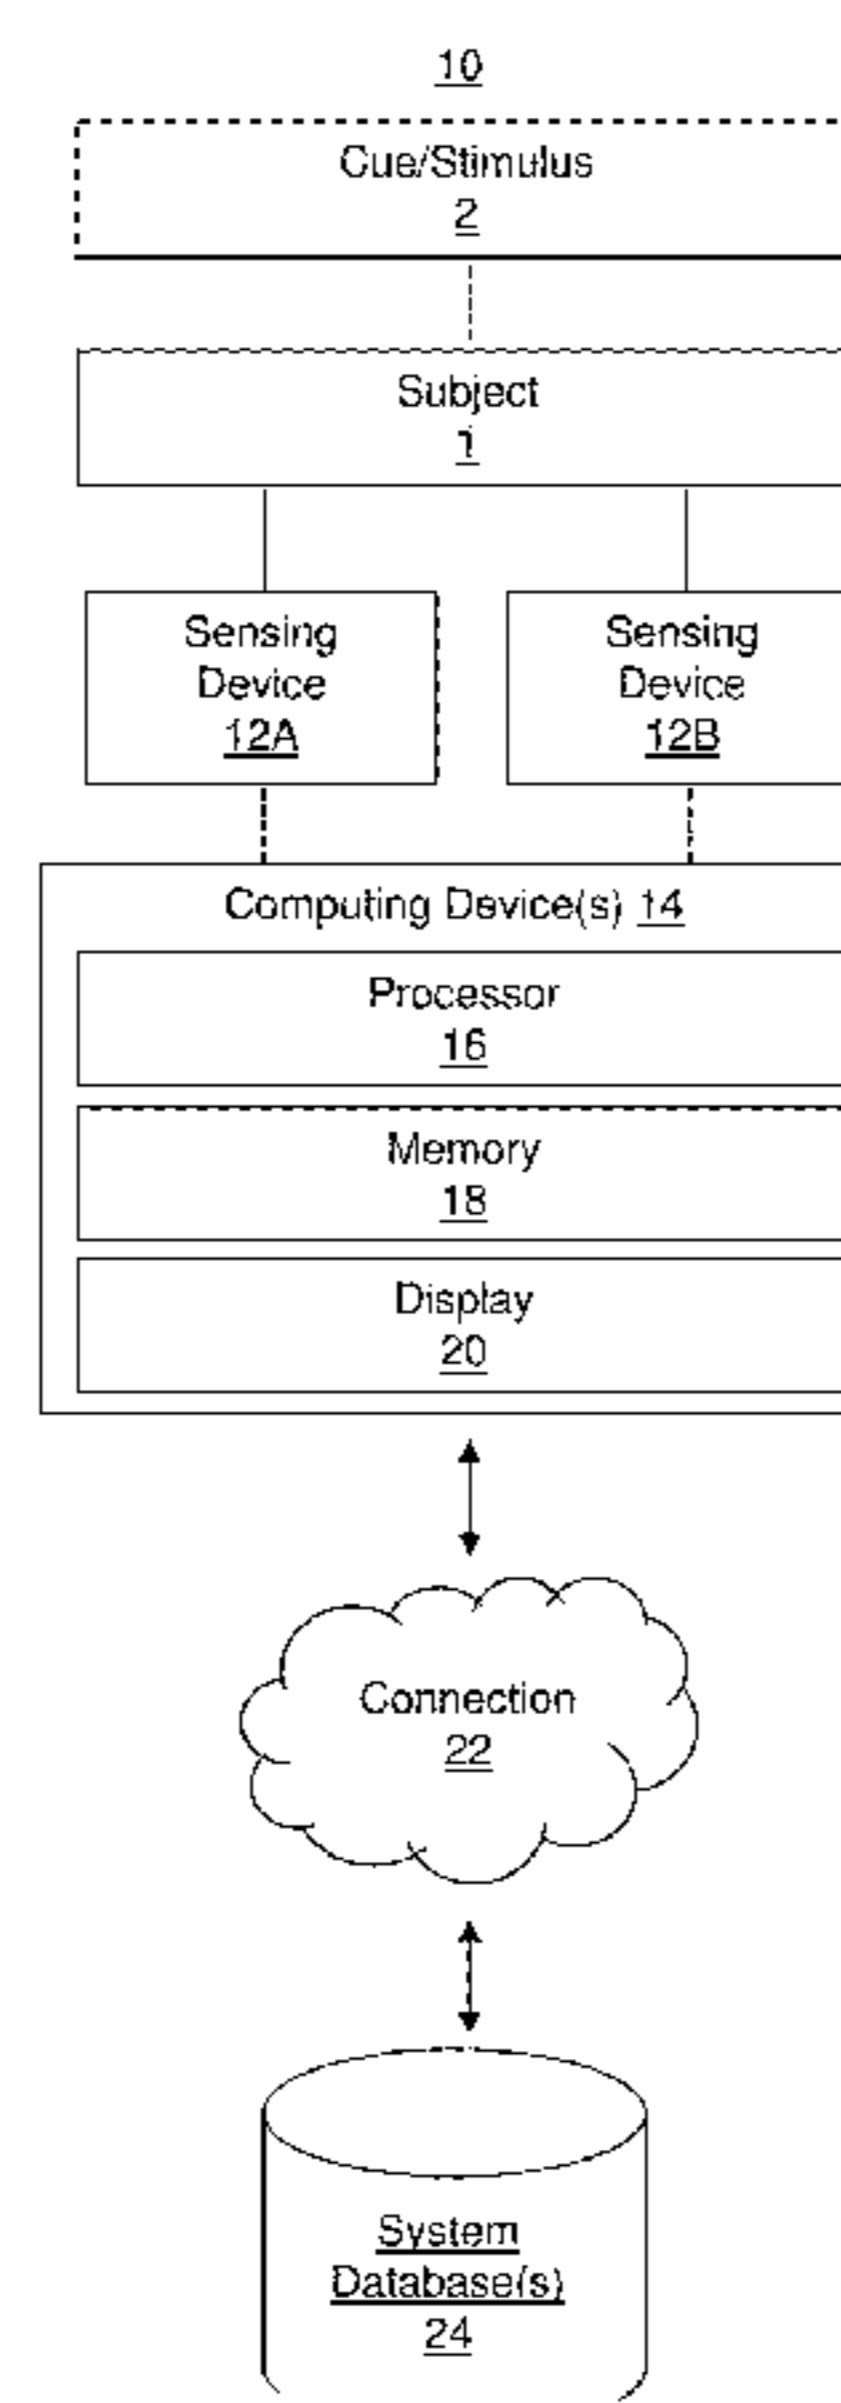 10
Cue/Stimulus
2
Subject
1
Sensing
Device
12A
Sensing
Device
12B
Computing Device(s) 14
Processor
16
Memory
18
Display
20
Connection
22
System
Database(s)
24